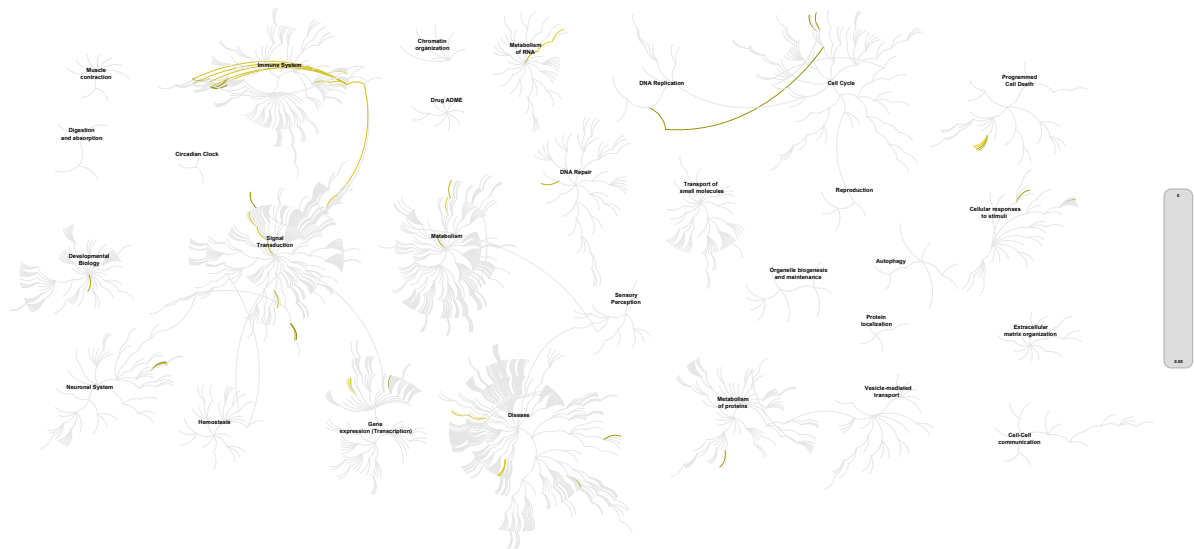 Chromatin
organization
Metabolism
of RNA
Immune System
Muscle
contraction
DNA Replication
Cell Cycle
Programmed
Cell Death
Drug ADME
Digestion
and absorption
Circadian Clock
DNA Repair
Transport of
small molecules
Reproduction
Cellular responses
to stimuli
0
Signal
Transduction
Metabolism
Developmental
Biology
Organelle biogenesis
and maintenance
Autophagy
Sensory
Perception
Protein
localization
Extracellular
matrix organization
0.05
Neuronal System
Hemostasis
Gene
expression (Transcription)
Disease
Metabolism
of proteins
Vesicle-mediated
transport
Cell-Cell
communication